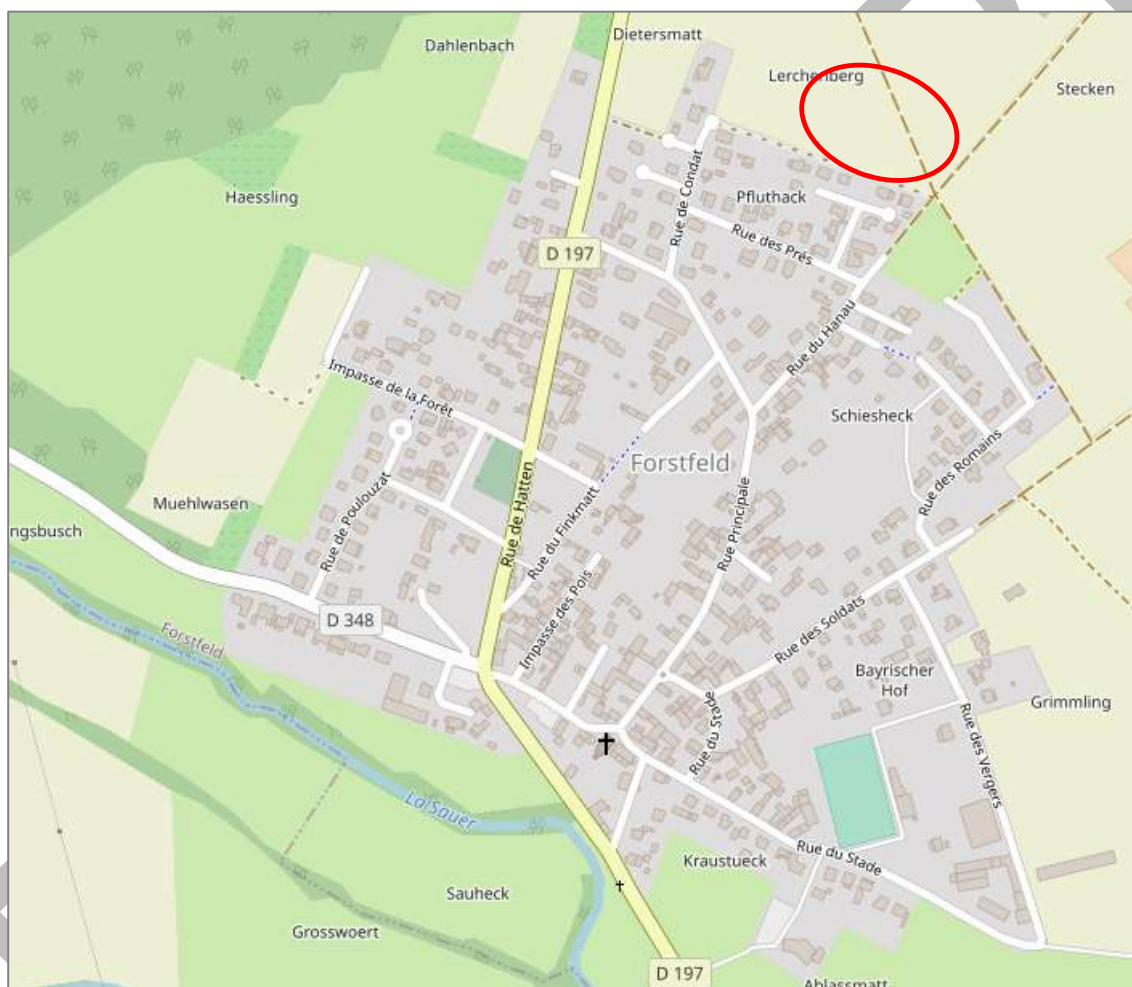 Dietersmatt
Dahlenbach
Lerchenberg
Stecken
Haessling
Rue de Condat
Pfluthack
Rue des Prés
D 197
Rue du Hanau
Impasse de la Forêt
Schiesheck
Forstfeld
Rue de Hatten
Rue des Romains
Muehlwasen
Rue de Poulouzat
ngsbusch
Rue du Finkmatt
Rue Principale
Impasse des Pois
D 348
Forstfeld
Rue des Soldats
Bayrischer
Hof
Grimmling
Rue du Stade
Rue des Vergers
La Sauer
Rue du Stade
Kraustueck
Sauheck
Grosswoert
D 197
Ablassmatt